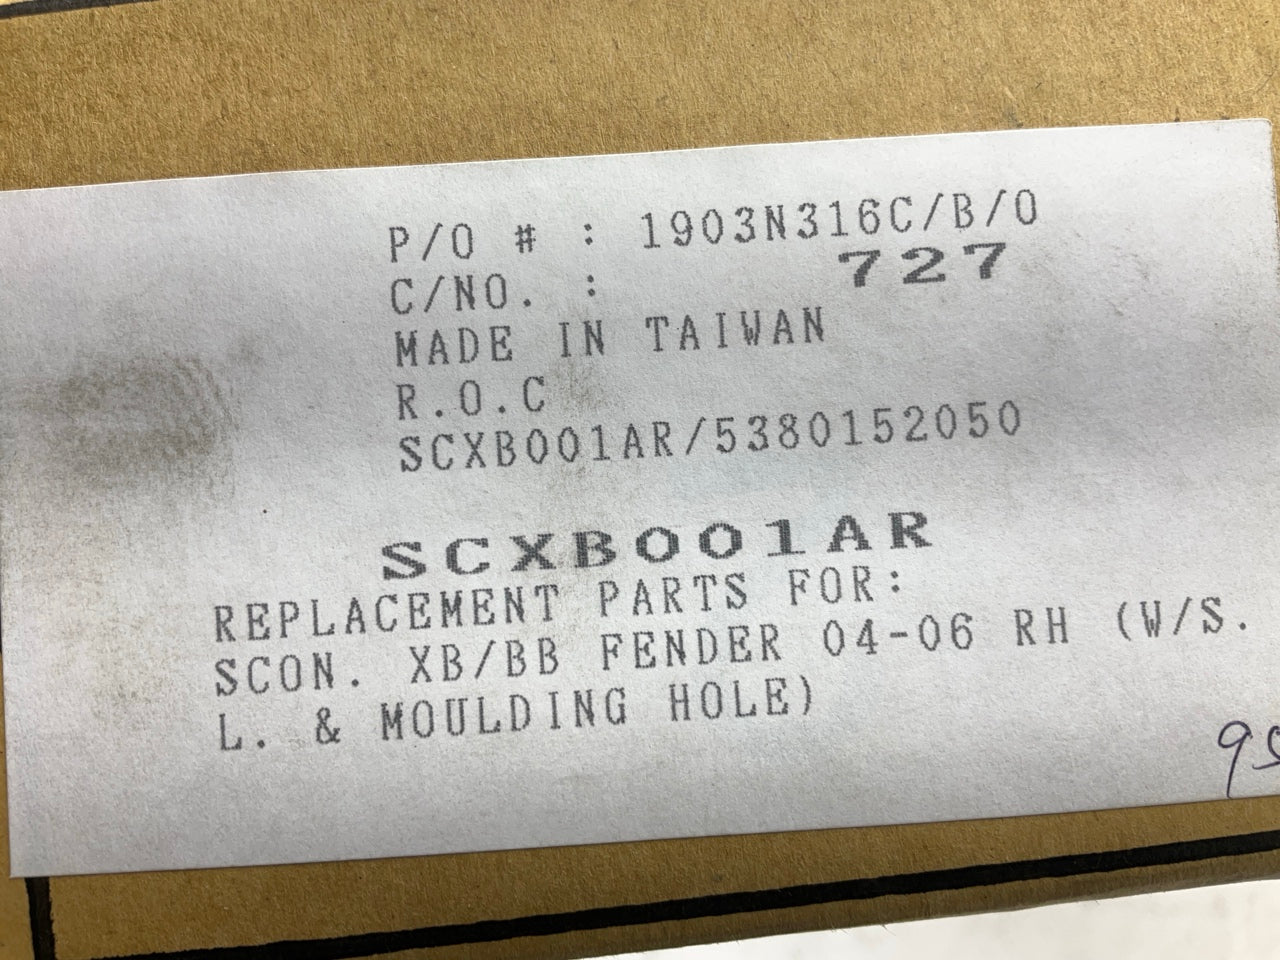 P/O # : 1903N316C/B/O
C/NO. : 727
MADE IN TAIWAN
R.O.C
SCXB001AR/5380152050
SCXB001AR
REPLACEMENT PARTS FOR:
SCON. XB/BB FENDER 04-06 RH (W/S.
L. & MOULDING HOLE)